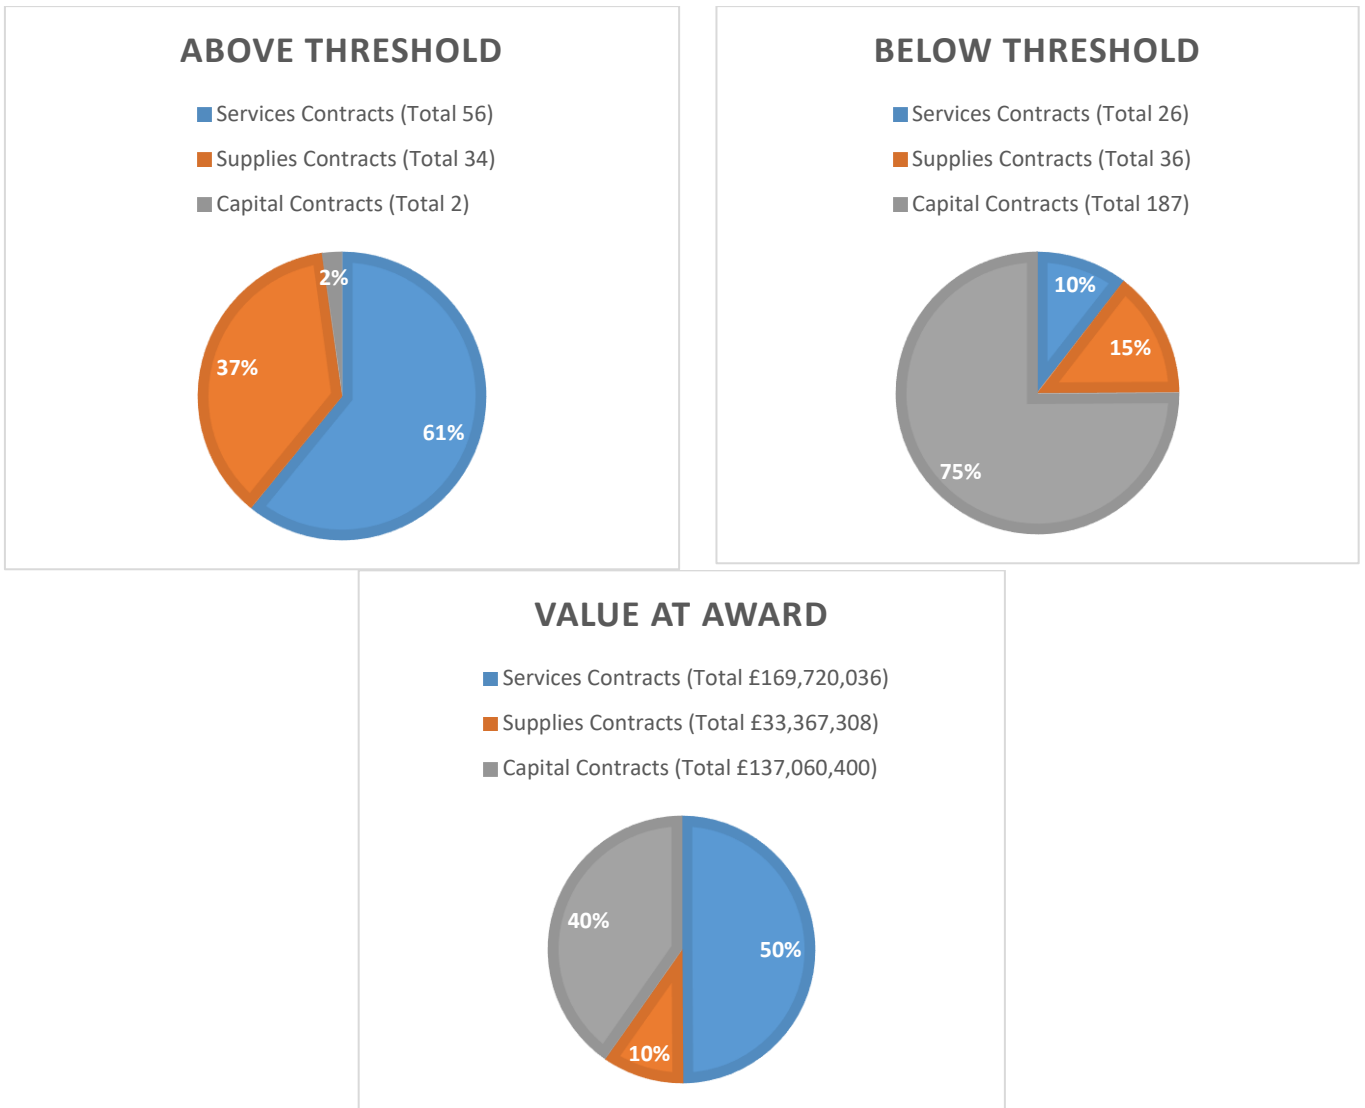 ABOVE THRESHOLD
Services Contracts (Total 56)
Supplies Contracts (Total 34)
Capital Contracts (Total 2)
2%
37%
61%
BELOW THRESHOLD
Services Contracts (Total 26)
Supplies Contracts (Total 36)
Capital Contracts (Total 187)
10%
15%
75%
VALUE AT AWARD
Services Contracts (Total £169,720,036)
Supplies Contracts (Total £33,367,308)
Capital Contracts (Total £137,060,400)
40%
50%
10%